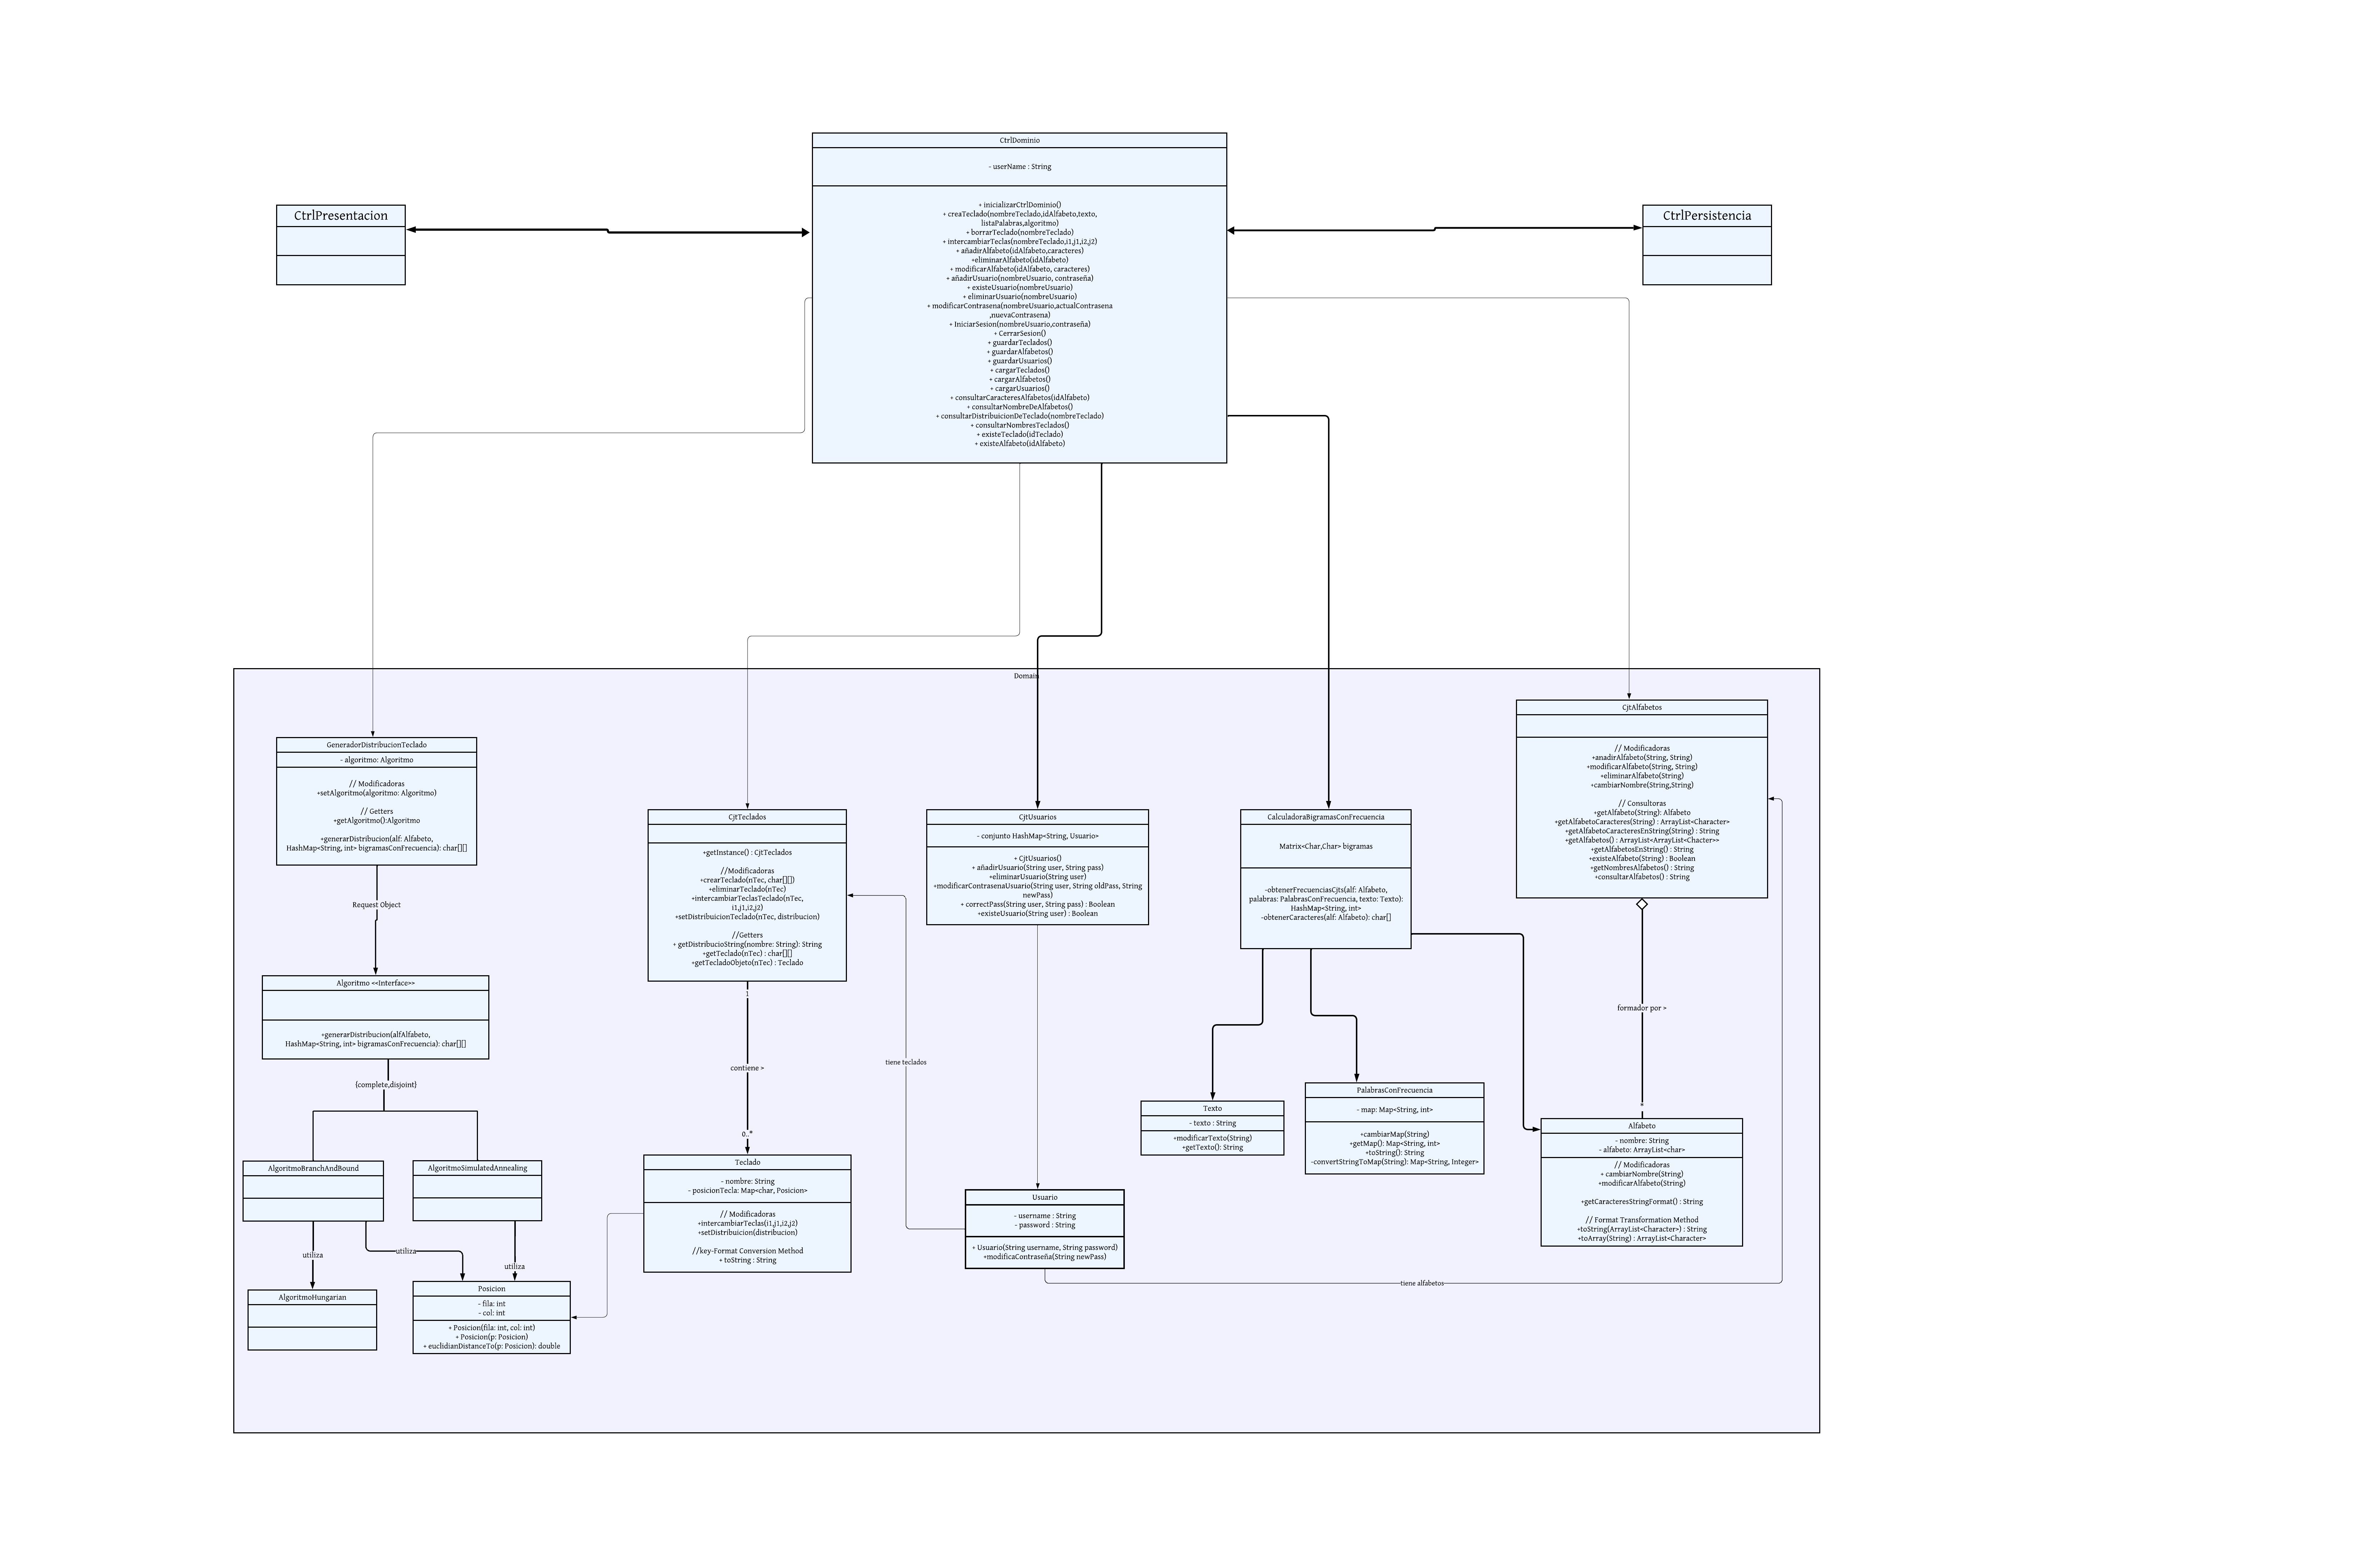 CtrlDominio
- userName : String
+ inicializarCtrlDominio()
+ creaTeclado(nombreTeclado,idAlfabeto,texto,
listaPalabras,algoritmo)
+ borrarTeclado(nombreTeclado)
+ intercambiarTeclas(nombreTeclado,i1,j1,i2,j2)
+ añadirAlfabeto(idAlfabeto,caracteres)
+eliminarAlfabeto(idAlfabeto)
+ modificarAlfabeto(idAlfabeto, caracteres)
+ añadirUsuario(nombreUsuario, contraseña)
+ existeUsuario(nombreUsuario)
+ eliminarUsuario(nombreUsuario)
+ modificarContrasena(nombreUsuario,actualContrasena
,nuevaContrasena)
+ IniciarSesion(nombreUsuario,contraseña)
+ CerrarSesion()
+ guardarTeclados()
+ guardarAlfabetos()
+ guardarUsuarios()
+ cargarTeclados()
+ cargarAlfabetos()
+ cargarUsuarios()
+ consultarCaracteresAlfabetos(idAlfabeto)
+ consultarNombreDeAlfabetos()
+ consultarDistribuicionDeTeclado(nombreTeclado)
+ consultarNombresTeclados()
+ existeTeclado(idTeclado)
+ existeAlfabeto(idAlfabeto)
CtrlPresentacion
CtrlPersistencia
Domain
GeneradorDistribucionTeclado
- algoritmo: Algoritmo
// Modificadoras
+setAlgoritmo(algoritmo: Algoritmo)
// Getters
+getAlgoritmo():Algoritmo
+generarDistribucion(alf: Alfabeto,
HashMap<String, int> bigramasConFrecuencia): char[][]
Request Object
Algoritmo <<Interface>>
+generarDistribucion(alfAlfabeto,
HashMap<String, int> bigramasConFrecuencia): char[][]
{complete,disjoint}
AlgoritmoBranchAndBound
AlgoritmoSimulatedAnnealing
utiliza
utiliza
utiliza
AlgoritmoHungarian
Posicion
- fila: int
- col: int
+ Posicion(fila: int, col: int)
+ Posicion(p: Posicion)
+ euclidianDistanceTo(p: Posicion): double
CjtTeclados
+getInstance() : CjtTeclados
//Modificadoras
+crearTeclado(nTec, char[][])
+eliminarTeclado(nTec)
+intercambiarTeclasTeclado(nTec,
i1,j1,i2,j2)
+setDistribuicionTeclado(nTec, distribucion)
//Getters
+ getDistribucioString(nombre: String): String
+getTeclado(nTec) : char[][]
+getTecladoObjeto(nTec) : Teclado
1
contiene >
0..*
Teclado
- nombre: String
- posicionTecla: Map<char, Posicion>
// Modificadoras
+intercambiarTeclas(i1,j1,i2,j2)
+setDistribuicion(distribucion)
//key-Format Conversion Method
+ toString : String
tiene teclados
CjtUsuarios
- conjunto HashMap<String, Usuario>
+ CjtUsuarios()
+ añadirUsuario(String user, String pass)
+eliminarUsuario(String user)
+modificarContrasenaUsuario(String user, String oldPass, String
newPass)
+ correctPass(String user, String pass) : Boolean
+existeUsuario(String user) : Boolean
Usuario
- username : String
- password : String
+ Usuario(String username, String password)
+modificaContraseña(String newPass)
tiene alfabetos
CalculadoraBigramasConFrecuencia
Matrix<Char,Char> bigramas
-obtenerFrecuenciasCjts(alf: Alfabeto,
palabras: PalabrasConFrecuencia, texto: Texto):
HashMap<String, int>
-obtenerCaracteres(alf: Alfabeto): char[]
Texto
- texto : String
+modificarTexto(String)
+getTexto(): String
PalabrasConFrecuencia
- map: Map<String, int>
+cambiarMap(String)
+getMap(): Map<String, int>
+toString(): String
-convertStringToMap(String): Map<String, Integer>
CjtAlfabetos
// Modificadoras
+anadirAlfabeto(String, String)
+modificarAlfabeto(String, String)
+eliminarAlfabeto(String)
+cambiarNombre(String,String)
// Consultoras
+getAlfabeto(String): Alfabeto
+getAlfabetoCaracteres(String) : ArrayList<Character>
+getAlfabetoCaracteresEnString(String) : String
+getAlfabetos() : ArrayList<ArrayList<Chacter>>
+getAlfabetosEnString() : String
+existeAlfabeto(String) : Boolean
+getNombresAlfabetos() : String
+consultarAlfabetos() : String
formador por >
*
Alfabeto
- nombre: String
- alfabeto: ArrayList<char>
// Modificadoras
+ cambiarNombre(String)
+modificarAlfabeto(String)
+getCaracteresStringFormat() : String
// Format Transformation Method
+toString(ArrayList<Character>) : String
+toArray(String) : ArrayList<Character>